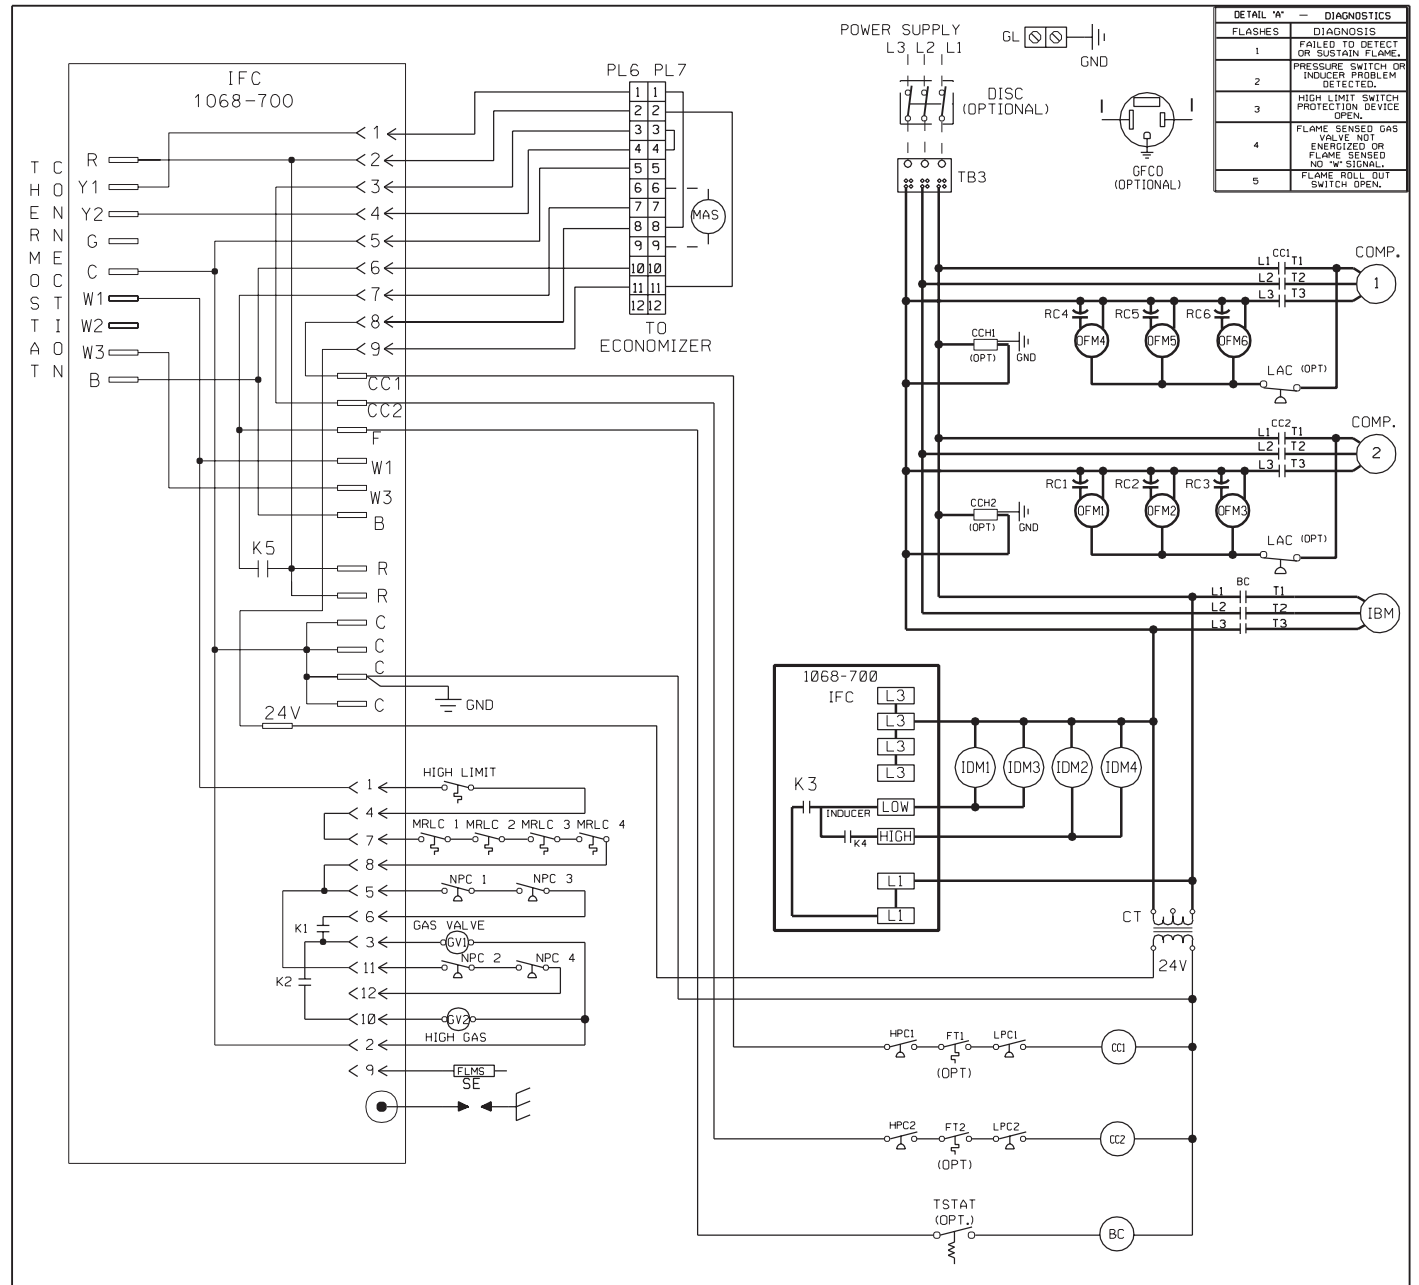 DETAIL "A" — DIAGNOSTICS
FLASHES DIAGNOSIS
1 FAILED TO DETECT
OR SUSTAIN FLAME.
2 PRESSURE SWITCH OR
INDUCER PROBLEM
DETECTED.
3 HIGH LIMIT SWITCH
PROTECTION DEVICE
OPEN.
4 FLAME SENSED GAS
VALVE NOT
ENERGIZED OR
FLAME SENSED
NO "W" SIGNAL.
5 FLAME ROLL OUT
SWITCH OPEN.
POWER SUPPLY
L3 L2 L1
GL
GND
DISC
(OPTIONAL)
TB3
GFCO
(OPTIONAL)
IFC
1068-700
THERMOSTAT
CONNECTION
R
Y1
Y2
G
C
W1
W2
W3
B
1
2
3
4
5
6
7
8
9
CC1
CC2
F
W1
W3
B
K5
R
R
C
C
C
C
GND
24V
PL6 PL7
1 1
2 2
3 3
4 4
5 5
6 6
7 7
8 8
9 9
10 10
11 11
12 12
MAS
TO
ECONOMIZER
CC1
L1 T1
L2 T2
L3 T3
COMP.
1
RC4 RC5 RC6
OFM4 OFM5 OFM6
CCH1
(OPT)
GND
LAC (OPT)
CC2
L1 T1
L2 T2
L3 T3
COMP.
2
RC1 RC2 RC3
OFM1 OFM2 OFM3
CCH2
(OPT)
GND
LAC (OPT)
BC
L1 T1
L2 T2
L3 T3
IBM
1068-700
IFC
L3
L3
L3
L3
IDM1 IDM3 IDM2 IDM4
K3
INDUCER
LOW
K4
HIGH
L1
L1
CT
24V
1
HIGH LIMIT
4
7
MRLC 1 MRLC 2 MRLC 3 MRLC 4
8
5
NPC 1 NPC 3
6
K1
GAS VALVE
3
GV1
11
NPC 2 NPC 4
K2
12
10
GV2
HIGH GAS
2
9
FLMS
SE
HPC1 FT1 LPC1
(OPT)
CC1
HPC2 FT2 LPC2
(OPT)
CC2
TSTAT
(OPT.)
BC